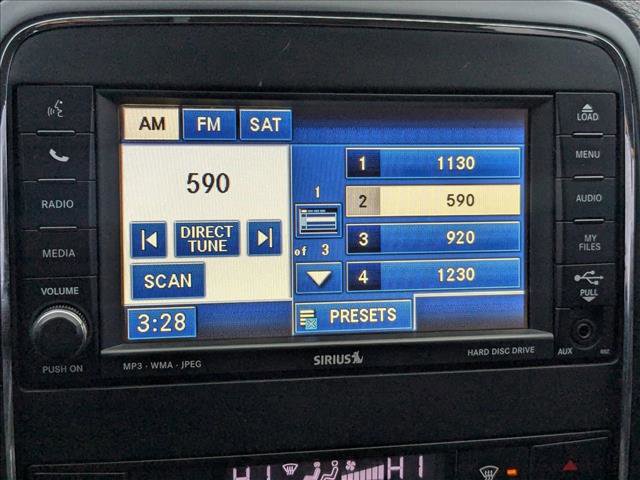 AM FM SAT
LOAD
1 1130
MENU
590
2 590
RADIO
1
AUDIO
DIRECT TUNE
3 920
MY FILES
MEDIA
of 3
SCAN
4 1230
VOLUME
PULL
3:28
PRESETS
PUSH ON
MP3 · WMA · JPEG
SIRIUS
HARD DISC DRIVE
AUX
HI
HI